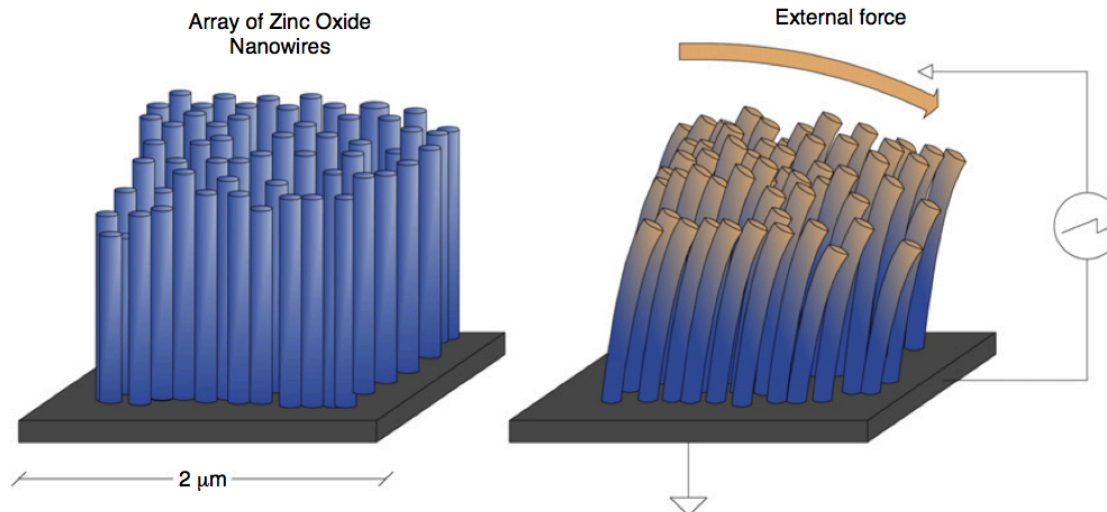 Array of Zinc Oxide
Nanowires
External force
2 μm